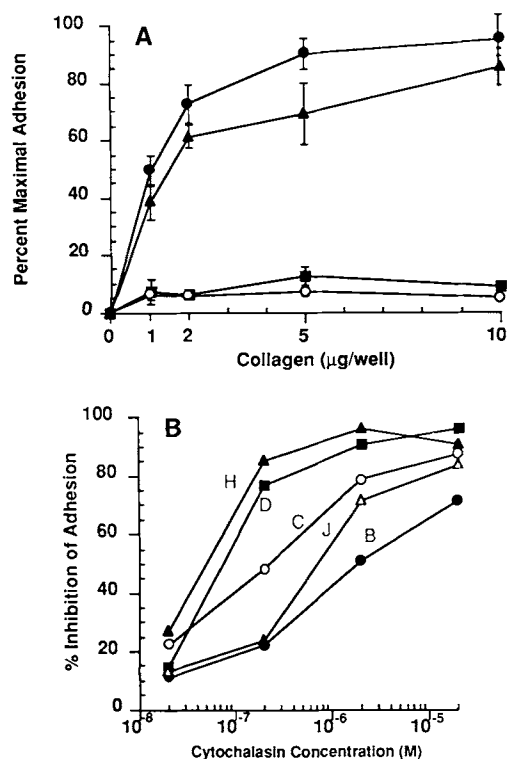 A
Percent Maximal Adhesion
100
80
60
40
20
0
0 1 2 5 10
Collagen (μg/well)
B
% Inhibition of Adhesion
100
80
60
40
20
0
H
D
C
J
B
10-8 10-7 10-6 10-5
Cytochalasin Concentration (M)